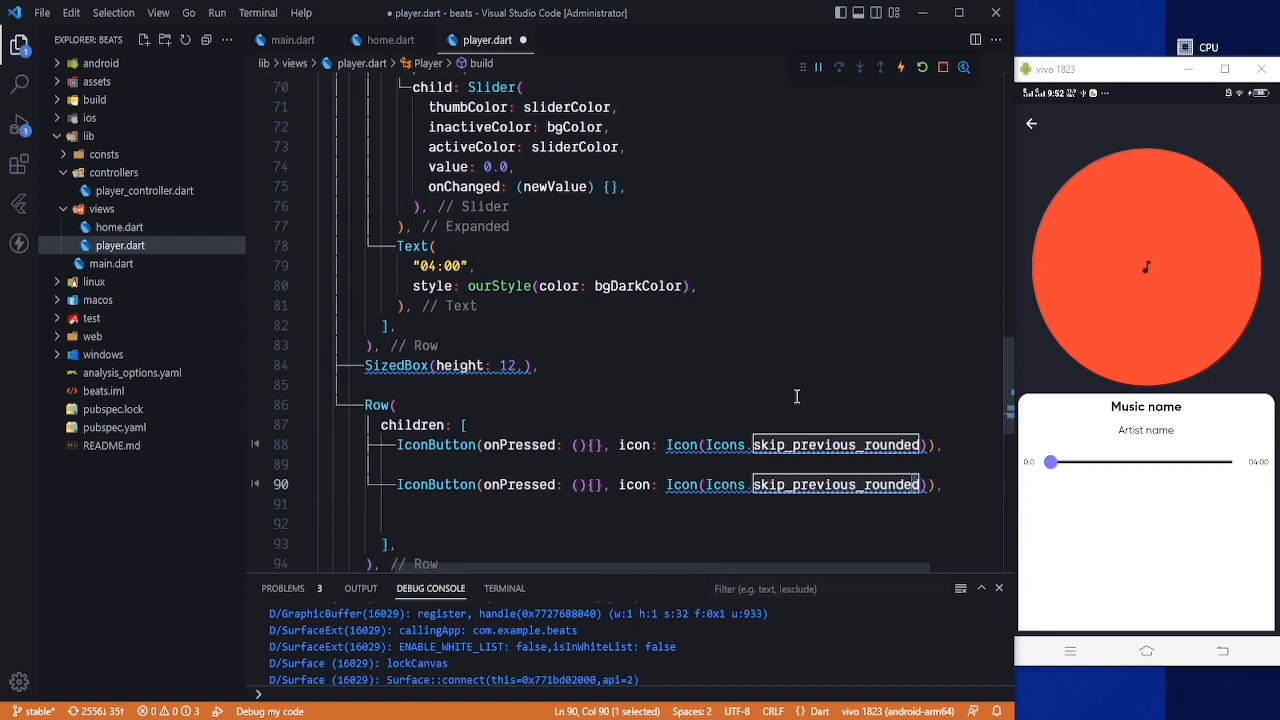 File Edit Selection View Go Run Terminal Help
● player.dart - beats - Visual Studio Code [Administrator]
EXPLORER: BEATS
main.dart home.dart player.dart ●
lib > views > player.dart > Player > build
android
assets
build
ios
lib
consts
controllers
player_controller.dart
views
home.dart
player.dart
main.dart
linux
macos
test
web
windows
analysis_options.yaml
beats.iml
pubspec.lock
pubspec.yaml
README.md
70
71 thumbColor: sliderColor,
72 inactiveColor: bgColor,
73 activeColor: sliderColor,
74 value: 0.0,
75 onChanged: (newValue) {},
76 ), // Slider
77 ), // Expanded
78 Text(
79 "04:00",
80 style: ourStyle(color: bgDarkColor),
81 ), // Text
82 ],
83 ), // Row
84 SizedBox(height: 12,),
85
86 Row(
87 children: [
88 IconButton(onPressed: (){}, icon: Icon(Icons.skip_previous_rounded)),
89
90 IconButton(onPressed: (){}, icon: Icon(Icons.skip_previous_rounded)),
91
92
93 ],
94 ), // Row
child: Slider(
PROBLEMS 3 OUTPUT DEBUG CONSOLE TERMINAL
Filter (e.g. text, !exclude)
D/GraphicBuffer(16029): register, handle(0x7727688040) (w:1 h:1 s:32 f:0x1 u:933)
D/SurfaceExt(16029): callingApp: com.example.beats
D/SurfaceExt(16029): ENABLE_WHITE_LIST: false,isInWhiteList: false
D/Surface (16029): lockCanvas
D/Surface (16029): Surface::connect(this=0x771bd02000,api=2)
stable* 2556↓ 35↑ 0 0 3 Debug my code
Ln 90, Col 90 (1 selected) Spaces: 2 UTF-8 CRLF {} Dart vivo 1823 (android-arm64)
CPU
vivo 1823
9:52
Music name
Artist name
0:0
04:00